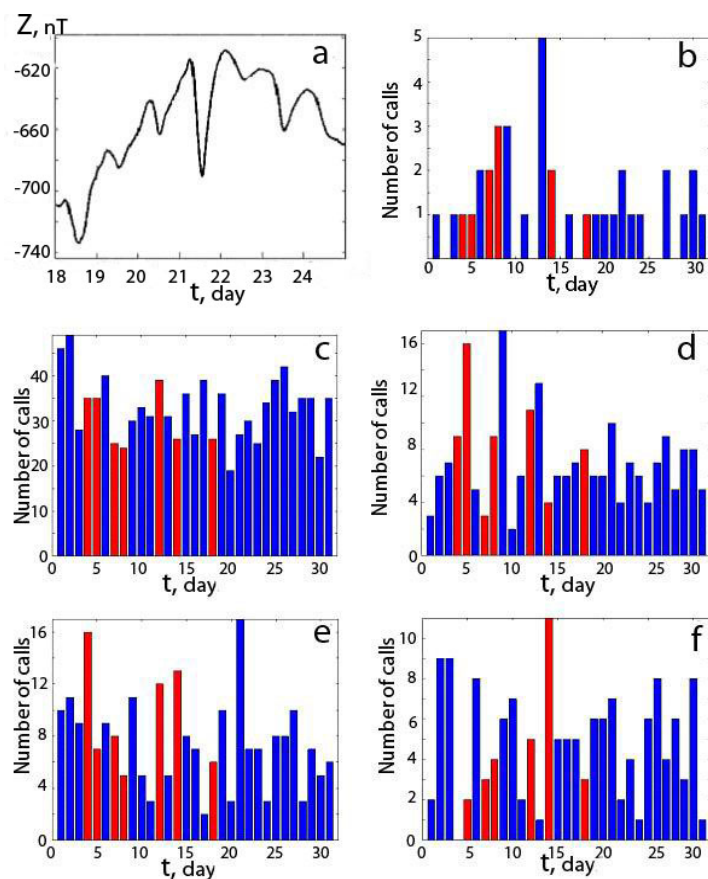 Z, nT
a
-620
-660
-700
-740
18 19 20 21 22 23 24
t, day
b
Number of calls
5
4
3
2
1
0 5 10 15 20 25 30
t, day
c
Number of calls
40
30
20
10
0
0 5 10 15 20 25 30
t, day
d
Number of calls
16
12
8
4
0
0 5 10 15 20 25 30
t, day
e
Number of calls
16
12
8
4
0
0 5 10 15 20 25 30
t, day
f
Number of calls
10
8
6
4
2
0
0 5 10 15 20 25 30
t, day